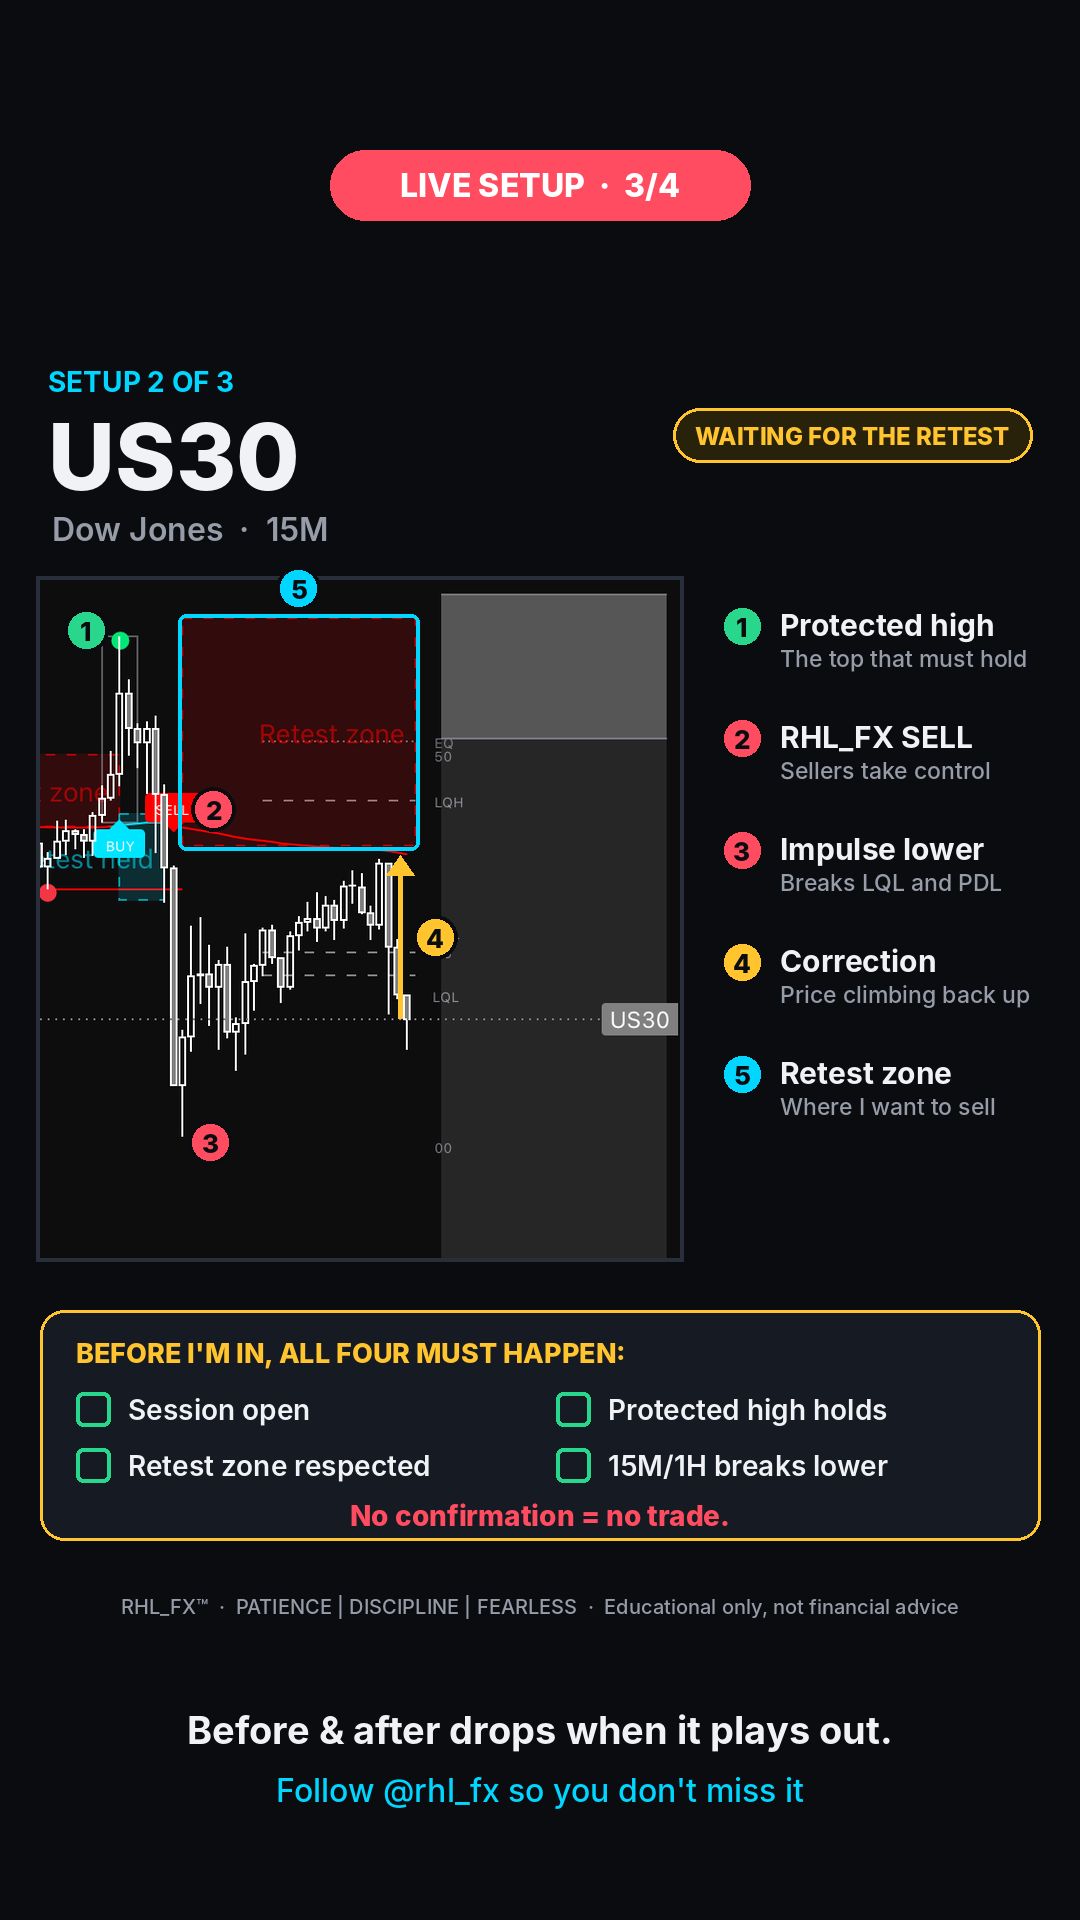 LIVE SETUP · 3/4
SETUP 2 OF 3
US30
WAITING FOR THE RETEST
Dow Jones · 15M
5
1
Retest zone
EQ
50
zone
LQH
SELL
2
BUY
4
LQL
US30
3
00
1 Protected high
The top that must hold
2 RHL_FX SELL
Sellers take control
3 Impulse lower
Breaks LQL and PDL
4 Correction
Price climbing back up
5 Retest zone
Where I want to sell
BEFORE I'M IN, ALL FOUR MUST HAPPEN:
Session open
Protected high holds
Retest zone respected
15M/1H breaks lower
No confirmation = no trade.
RHL_FX™ · PATIENCE | DISCIPLINE | FEARLESS · Educational only, not financial advice
Before & after drops when it plays out.
Follow @rhl_fx so you don't miss it